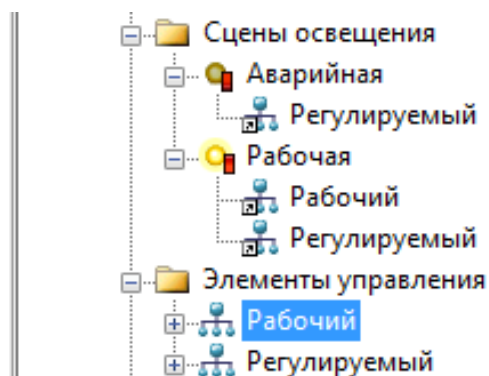 Сцены освещения
Аварийная
Регулируемый
Рабочая
Рабочий
Регулируемый
Элементы управления
Рабочий
Регулируемый